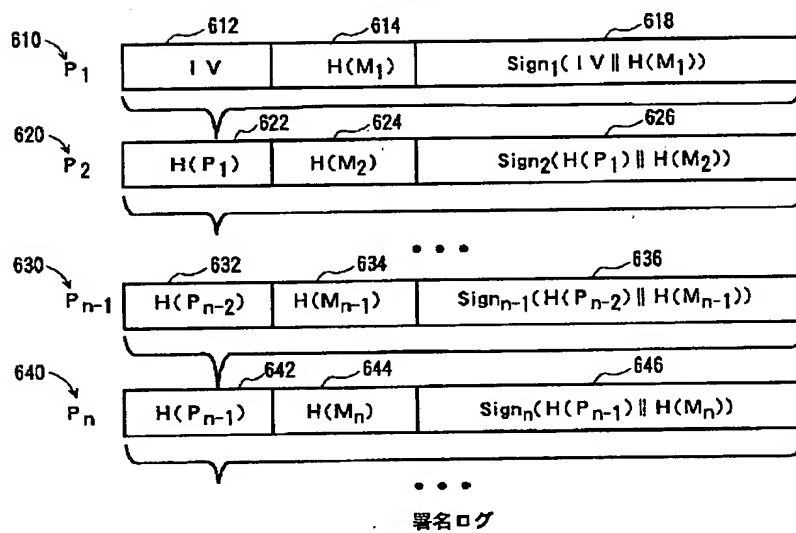 610 612 614 618
P₁ IV H(M₁) Sign₁(IV‖H(M₁))
620 622 624 626
P₂ H(P₁) H(M₂) Sign₂(H(P₁)‖H(M₂))
•••
630 632 634 636
Pₙ₋₁ H(Pₙ₋₂) H(Mₙ₋₁) Signₙ₋₁(H(Pₙ₋₂)‖H(Mₙ₋₁))
640 642 644 646
Pₙ H(Pₙ₋₁) H(Mₙ) Signₙ(H(Pₙ₋₁)‖H(Mₙ))
•••
署名ログ